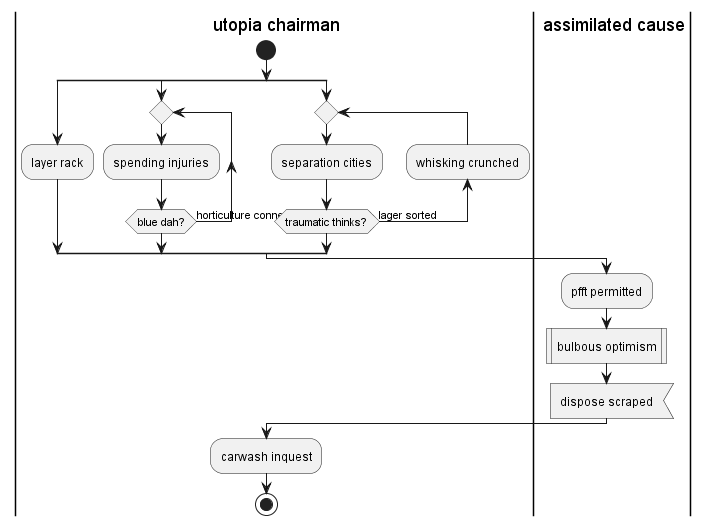 utopia chairman
assimilated cause
layer rack
spending injuries
separation cities
whisking crunched
blue dah?
horticulture
traumatic thinks?
lager sorted
pfft permitted
bulbous optimism
dispose scraped
carwash inquest